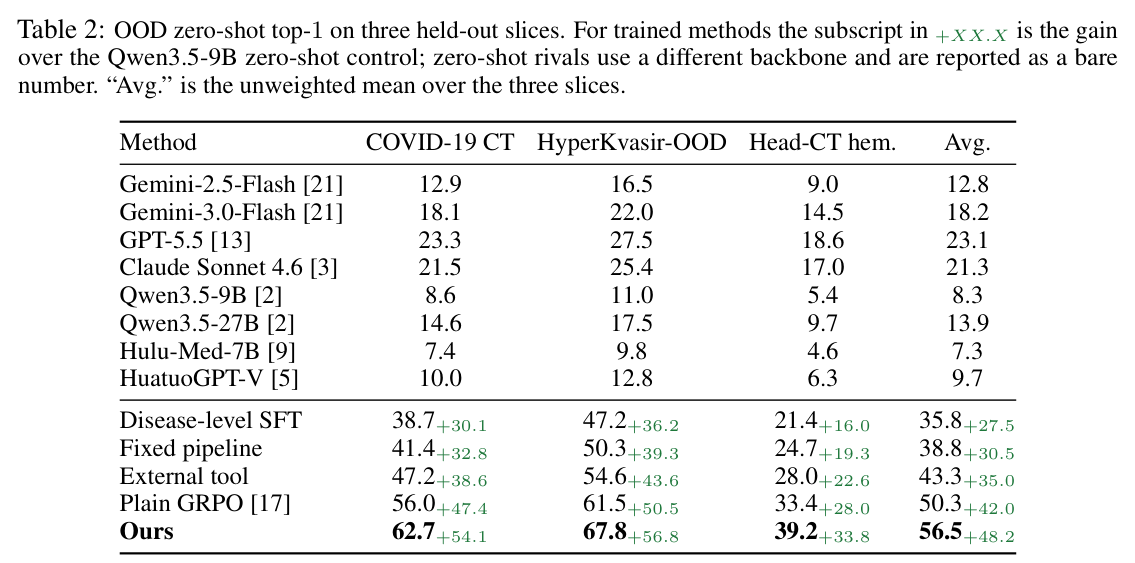 Table 2: OOD zero-shot top-1 on three held-out slices. For trained methods the subscript in +XX.X is the gain
over the Qwen3.5-9B zero-shot control; zero-shot rivals use a different backbone and are reported as a bare
number. “Avg.” is the unweighted mean over the three slices.
Method COVID-19 CT HyperKvasir-OOD Head-CT hem. Avg.
Gemini-2.5-Flash [21] 12.9 16.5 9.0 12.8
Gemini-3.0-Flash [21] 18.1 22.0 14.5 18.2
GPT-5.5 [13] 23.3 27.5 18.6 23.1
Claude Sonnet 4.6 [3] 21.5 25.4 17.0 21.3
Qwen3.5-9B [2] 8.6 11.0 5.4 8.3
Qwen3.5-27B [2] 14.6 17.5 9.7 13.9
Hulu-Med-7B [9] 7.4 9.8 4.6 7.3
HuatuoGPT-V [5] 10.0 12.8 6.3 9.7
Disease-level SFT 38.7+30.1 47.2+36.2 21.4+16.0 35.8+27.5
Fixed pipeline 41.4+32.8 50.3+39.3 24.7+19.3 38.8+30.5
External tool 47.2+38.6 54.6+43.6 28.0+22.6 43.3+35.0
Plain GRPO [17] 56.0+47.4 61.5+50.5 33.4+28.0 50.3+42.0
Ours 62.7+54.1 67.8+56.8 39.2+33.8 56.5+48.2